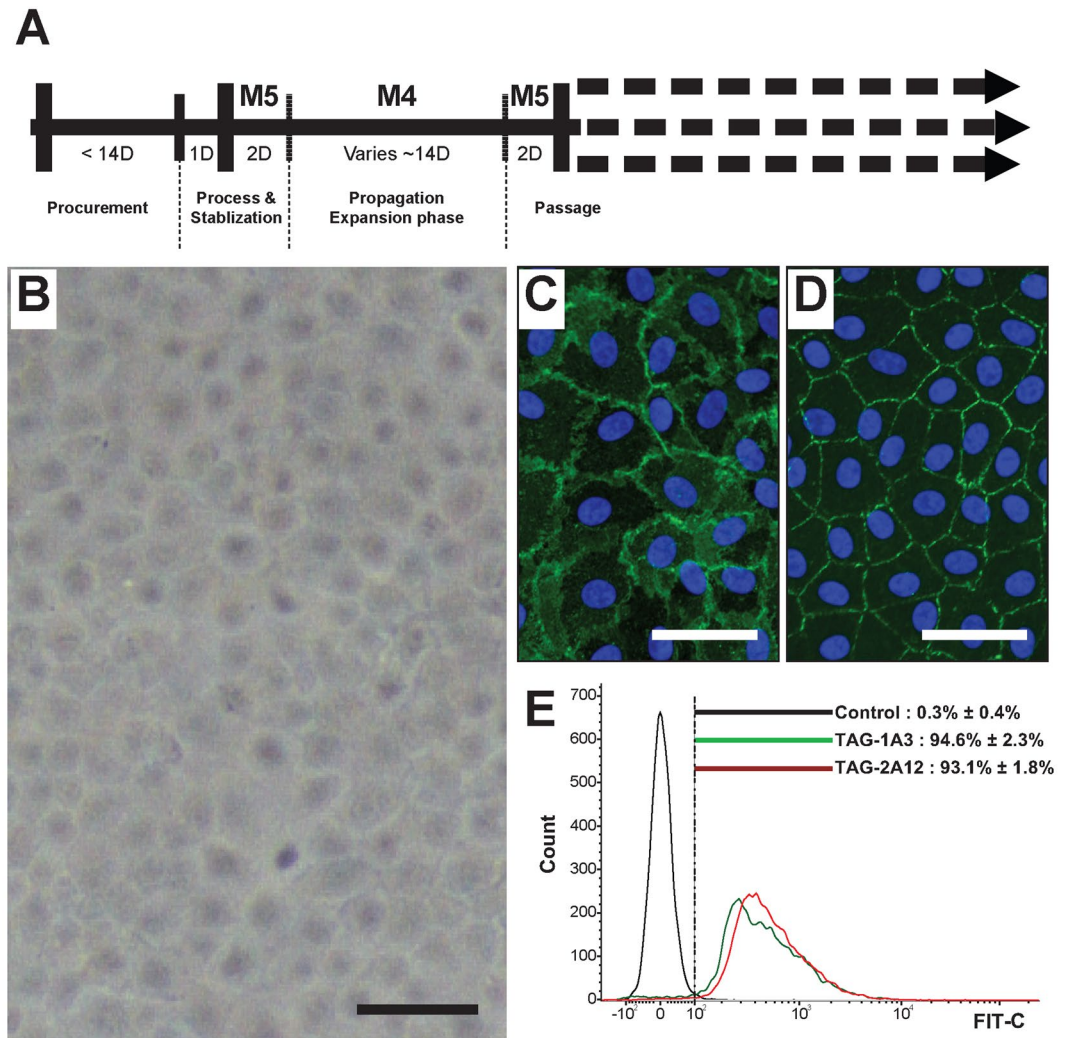 A
M5 M4 M5
< 14D 1D 2D Varies ~14D 2D
Procurement
Process &
Stablization
Propagation
Expansion phase
Passage
B
C
D
E
700
600
500
400
300
200
100
0
Count
-10² 0 10² 10³ 10⁴
FIT-C
Control : 0.3% ± 0.4%
TAG-1A3 : 94.6% ± 2.3%
TAG-2A12 : 93.1% ± 1.8%